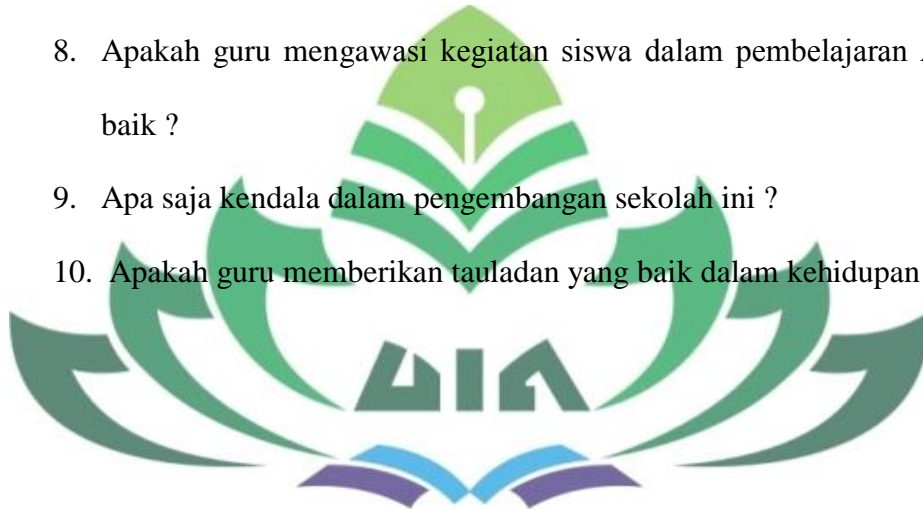 8. Apakah guru mengawasi kegiatan siswa dalam pembelajaran
baik ?
9. Apa saja kendala dalam pengembangan sekolah ini ?
10. Apakah guru memberikan tauladan yang baik dalam kehidupan
UIN